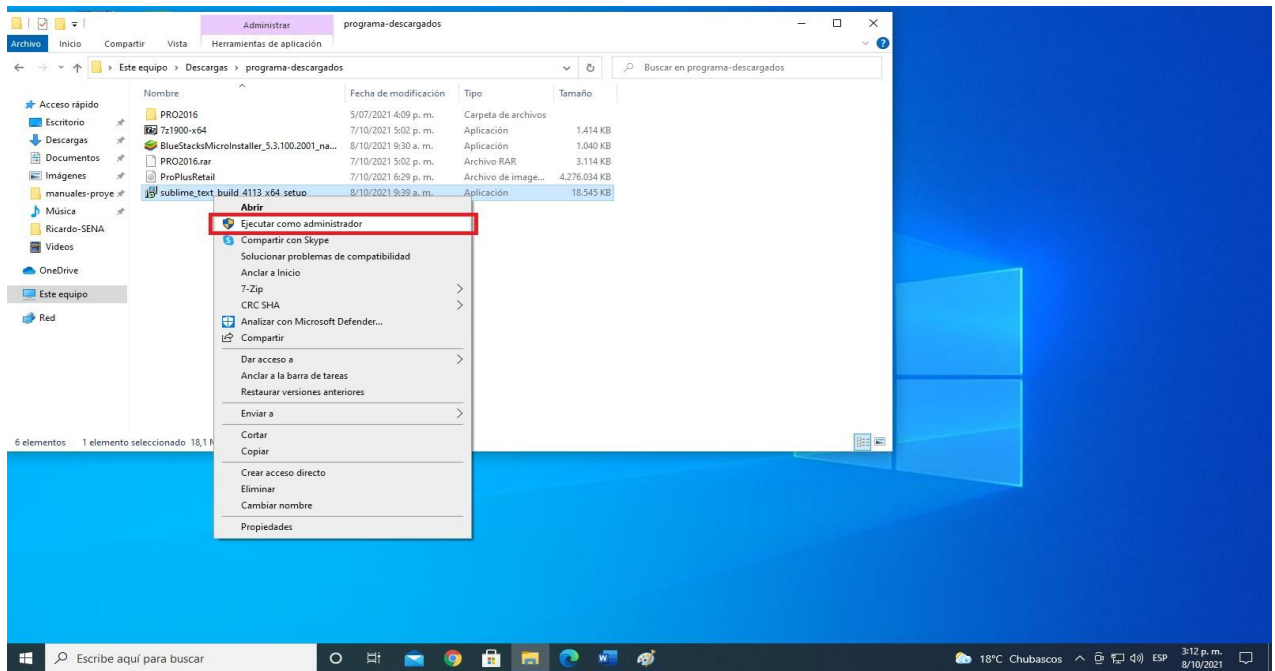 Administrar
programa-descargados
Archivo Inicio Compartir Vista Herramientas de aplicación
Este equipo > Descargas > programa-descargados
Buscar en programa-descargados
Nombre Fecha de modificación Tipo Tamaño
Acceso rápido
Escritorio
Descargas
Documentos
Imágenes
manuales-proye
Música
Ricardo-SENA
Videos
OneDrive
Este equipo
Red
PRO2016 5/07/2021 4:09 p. m. Carpeta de archivos
7z1900-x64 7/10/2021 5:02 p. m. Aplicación 1.414 KB
BlueStacksMicroInstaller_5.3.100.2001_na... 8/10/2021 9:30 a. m. Aplicación 1.040 KB
PRO2016.rar 7/10/2021 5:02 p. m. Archivo RAR 3.114 KB
ProPlusRetail 7/10/2021 6:29 p. m. Archivo de image... 4.276.034 KB
sublime_text_build_4113_x64_setup 8/10/2021 9:39 a. m. Aplicación 18.545 KB
Abrir
Ejecutar como administrador
Compartir con Skype
Solucionar problemas de compatibilidad
Anclar a Inicio
7-Zip
CRC SHA
Analizar con Microsoft Defender...
Compartir
Dar acceso a
Anclar a la barra de tareas
Restaurar versiones anteriores
Enviar a
Cortar
Copiar
Crear acceso directo
Eliminar
Cambiar nombre
Propiedades
6 elementos 1 elemento seleccionado 18,1
Escribe aquí para buscar
18°C Chubascos ESP 3:12 p. m.
8/10/2021